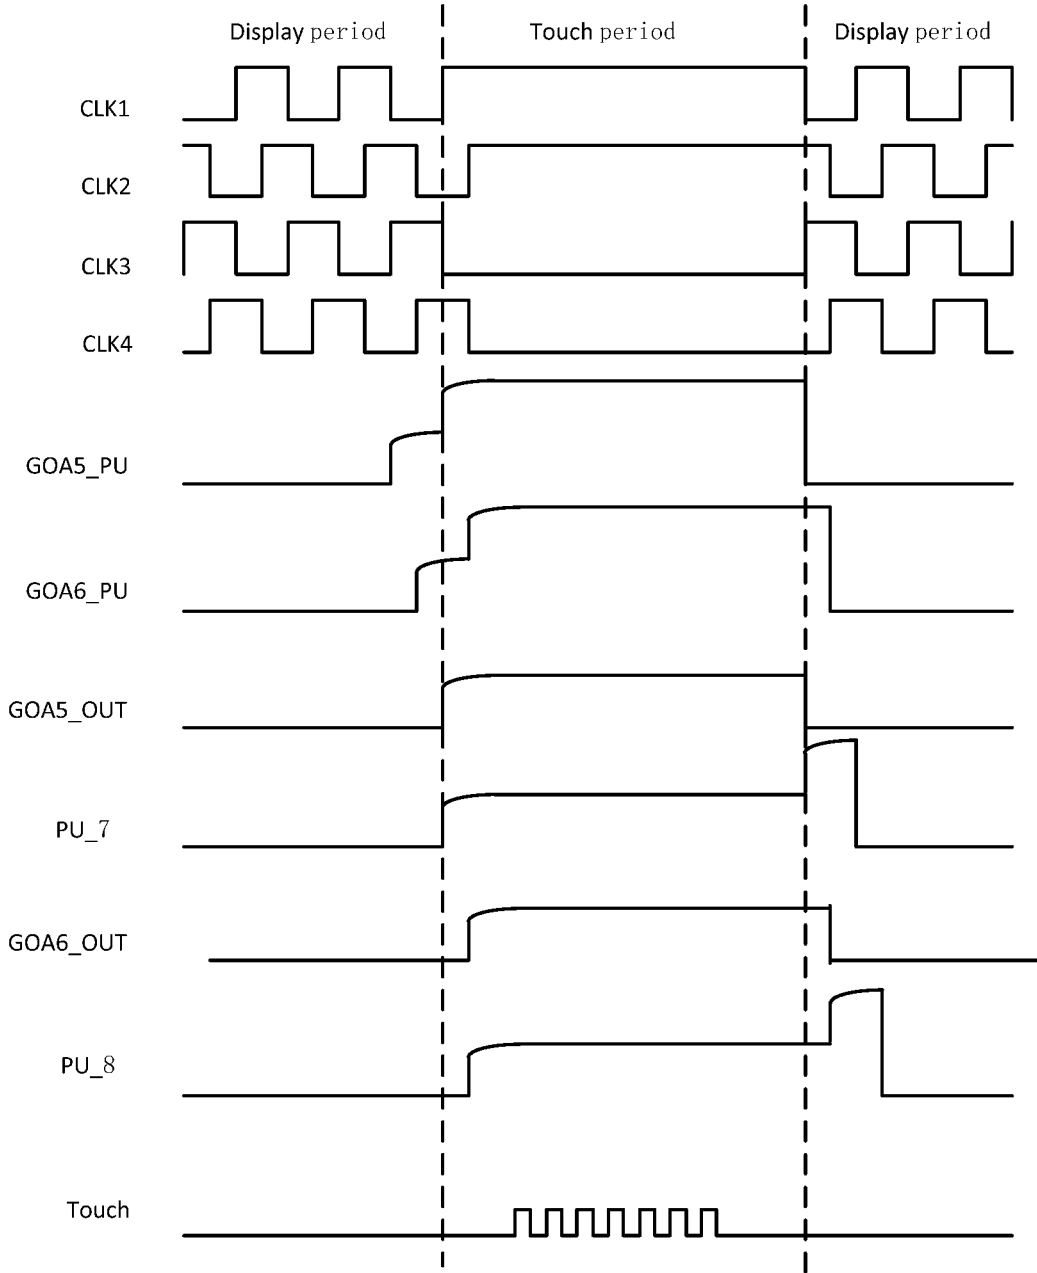 Display period
Touch period
Display period
CLK1
CLK2
CLK3
CLK4
GOA5_PU
GOA6_PU
GOA5_OUT
PU_7
GOA6_OUT
PU_8
Touch